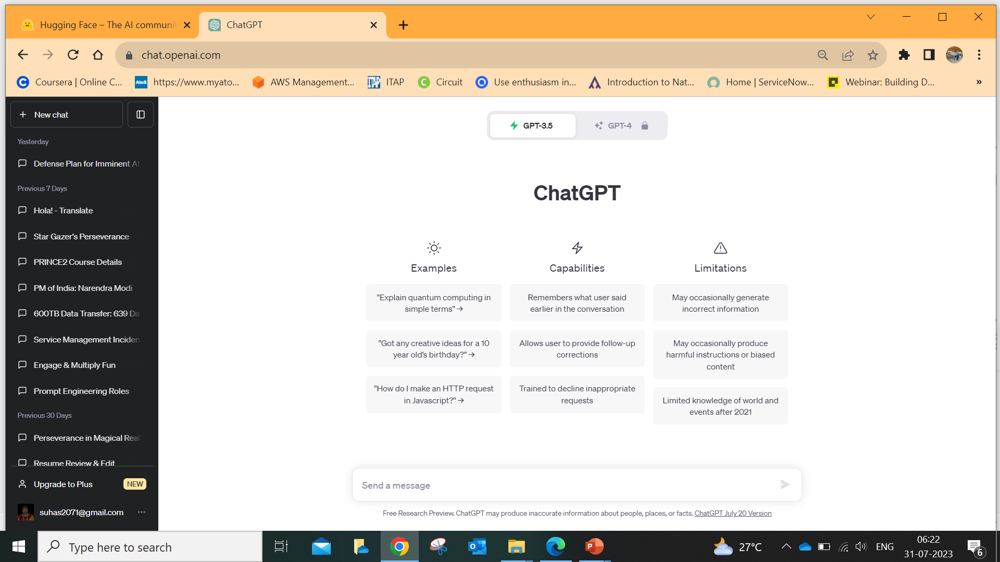 Hugging Face – The AI communi
ChatGPT
chat.openai.com
Coursera | Online C...
AtoS
https://www.myato...
AWS Management...
ITAP
ITAP
C
Circuit
Use enthusiasm in...
Introduction to Nat...
Home | ServiceNow...
Webinar: Building D...
»
New chat
Yesterday
Defense Plan for Imminent At
Previous 7 Days
Hola! - Translate
Star Gazer's Perseverance
PRINCE2 Course Details
PM of India: Narendra Modi
600TB Data Transfer: 639 Da
Service Management Inciden
Engage & Multiply Fun
Prompt Engineering Roles
Previous 30 Days
Perseverance in Magical Real
Resume Review & Edit
Upgrade to Plus
NEW
suhas2071@gmail.com
GPT-3.5
GPT-4
ChatGPT
Examples
"Explain quantum computing in
simple terms" →
"Got any creative ideas for a 10
year old's birthday?" →
"How do I make an HTTP request
in Javascript?" →
Capabilities
Remembers what user said
earlier in the conversation
Allows user to provide follow-up
corrections
Trained to decline inappropriate
requests
Limitations
May occasionally generate
incorrect information
May occasionally produce
harmful instructions or biased
content
Limited knowledge of world and
events after 2021
Send a message
Free Research Preview. ChatGPT may produce inaccurate information about people, places, or facts. ChatGPT July 20 Version
Type here to search
27°C
ENG
06:22
31-07-2023
6